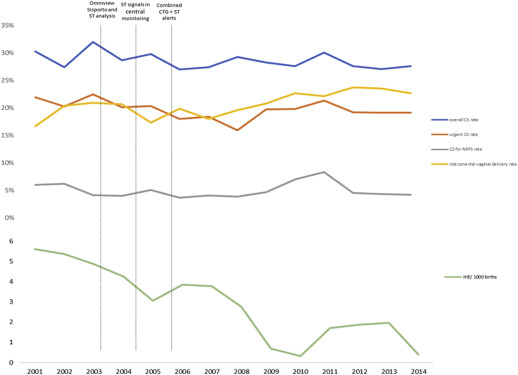 Omniview
Sisporto and
ST analysis
ST signals in
central
monitoring
Combined
CTG + ST
alerts
35%
30%
25%
20%
15%
10%
5%
0%
overall CS rate
urgent CS rate
CS for NRFS rate
instrumental vaginal delivery rate
6
5
4
3
2
1
0
HIE/ 1000 births
2001 2002 2003 2004 2005 2006 2007 2008 2009 2010 2011 2012 2013 2014